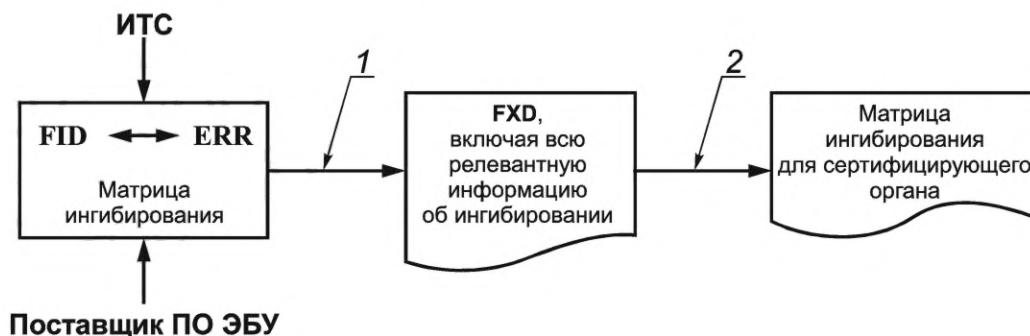 ИТС
FID ERR
Матрица
ингибирования
Поставщик ПО ЭБУ
1
FXD,
включая всю
релевантную
информацию
об ингибировании
2
Матрица
ингибирования
для сертифицирующего
органа